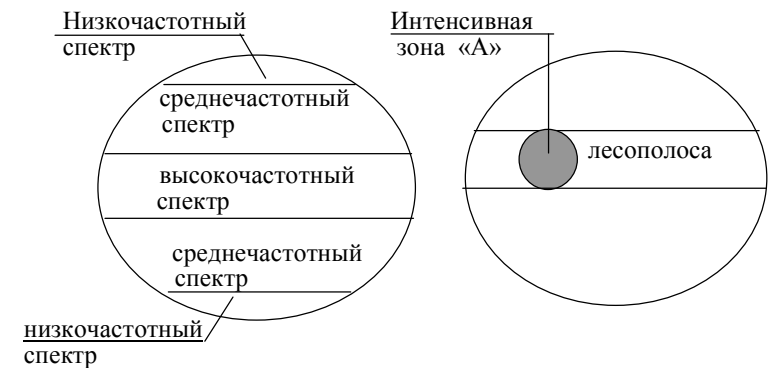 Низкочастотный
спектр
среднечастотный
спектр
высокочастотный
спектр
среднечастотный
спектр
низкочастотный
спектр
Интенсивная
зона «А»
лесополоса